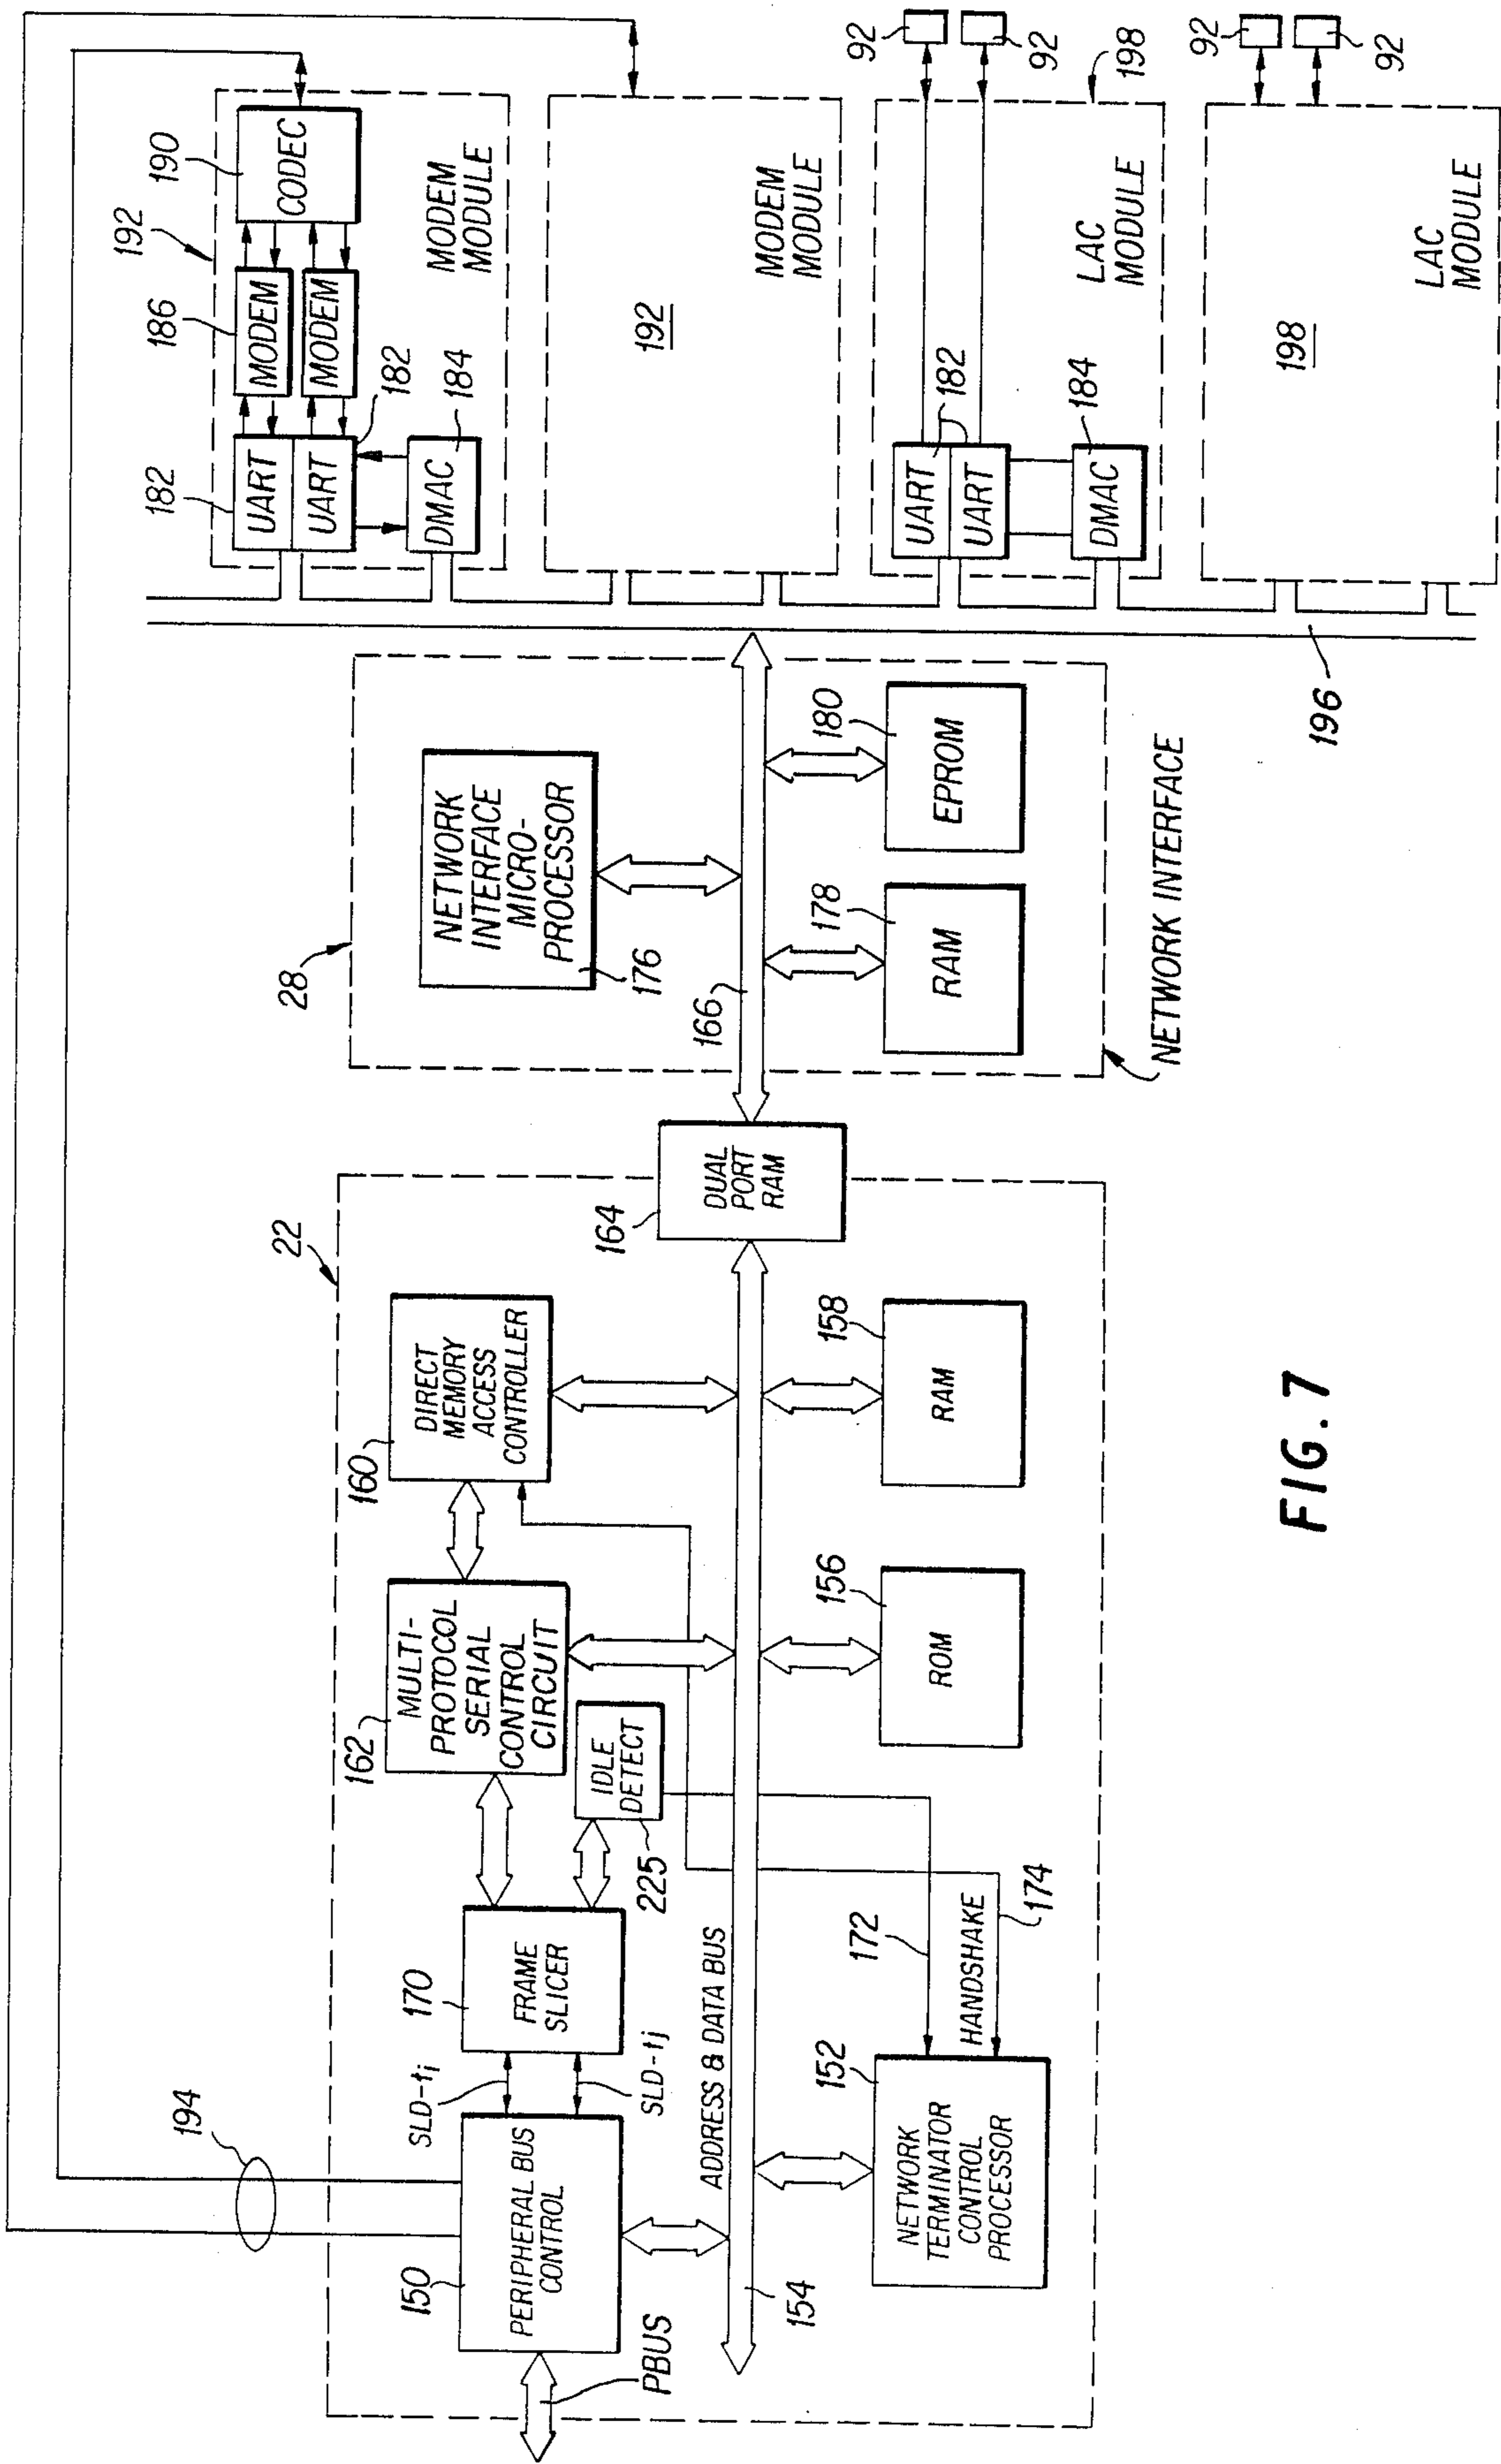 194
150
PERIPHERAL BUS
CONTROL
PBUS
SLD-ti
SLD-tj
170
FRAME
SLICER
22
162
MULTI-
PROTOCOL
SERIAL
CONTROL
CIRCUIT
IDLE
DETECT
225
160
DIRECT
MEMORY
ACCESS
CONTROLLER
ADDRESS & DATA BUS
154
152
NETWORK
TERMINATOR
CONTROL
PROCESSOR
172
HANDSHAKE
174
156
ROM
158
RAM
164
DUAL
PORT
RAM
28
NETWORK
INTERFACE
MICRO-
PROCESSOR
176
166
178
RAM
180
EPROM
NETWORK INTERFACE
196
192
182
UART
UART
182
186
MODEM
MODEM
190
CODEC
DMAC
184
MODEM
MODULE
192
MODEM
MODULE
UART
UART
182
DMAC
184
LAC
MODULE
198
92
92
198
LAC
MODULE
92
92
FIG. 7